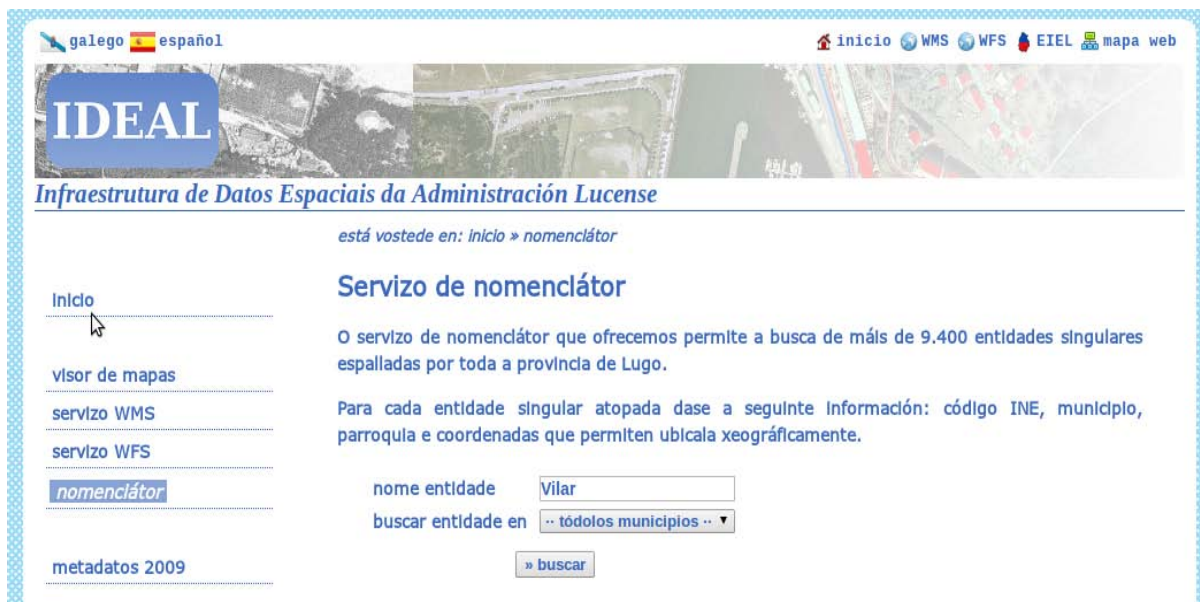 galego español
inicio WMS WFS EIEL mapa web
IDEAL
Infraestrutura de Datos Espaciais da Administración Lucense
está vostede en: inicio » nomenclátor
inicio
visor de mapas
servizo WMS
servizo WFS
nomenclátor
metadatos 2009
Servizo de nomenclátor
O servizo de nomenclátor que ofrecemos permite a busca de máis de 9.400 entidades singulares
espalladas por toda a provincia de Lugo.
Para cada entidade singular atopada dase a seguinte información: código INE, municipio,
parroquia e coordenadas que permiten ubicala xeográficamente.
nome entidade Vilar
buscar entidade en -- tódolos municipios --
» buscar